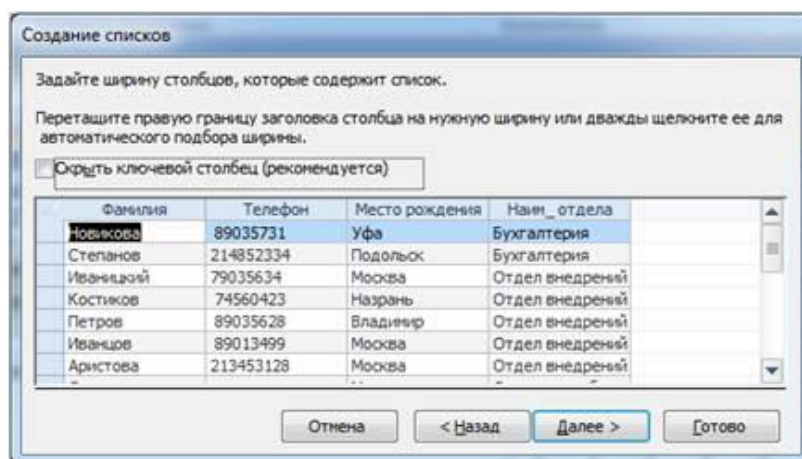 Создание списков
Задайте ширину столбцов, которые содержит список.
Перетащите правую границу заголовка столбца на нужную ширину или дважды щелкните ее для
автоматического подбора ширины.
Скрыть ключевой столбец (рекомендуется)
Фамилия Телефон Место рождения Наим_отдела
Новикова 89035731 Уфа Бухгалтерия
Степанов 214852334 Подольск Бухгалтерия
Иваницкий 79035634 Москва Отдел внедрений
Костиков 74560423 Назрань Отдел внедрений
Петров 89035628 Владимир Отдел внедрений
Иванцов 89013499 Москва Отдел внедрений
Аристова 213453128 Москва Отдел внедрений
Отмена < Назад Далее > Готово